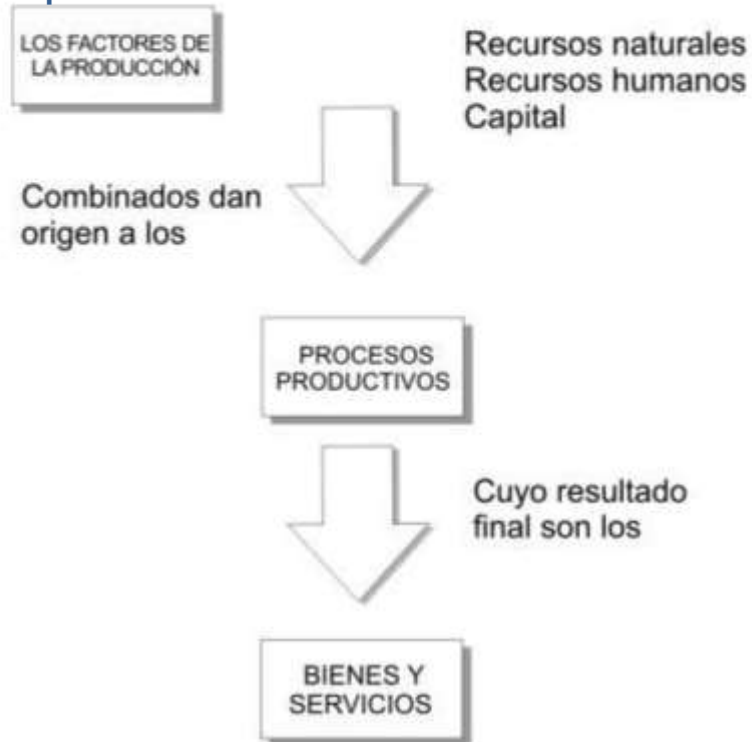 LOS FACTORES DE
LA PRODUCCIÓN
Recursos naturales
Recursos humanos
Capital
Combinados dan
origen a los
PROCESOS
PRODUCTIVOS
Cuyo resultado
final son los
BIENES Y
SERVICIOS